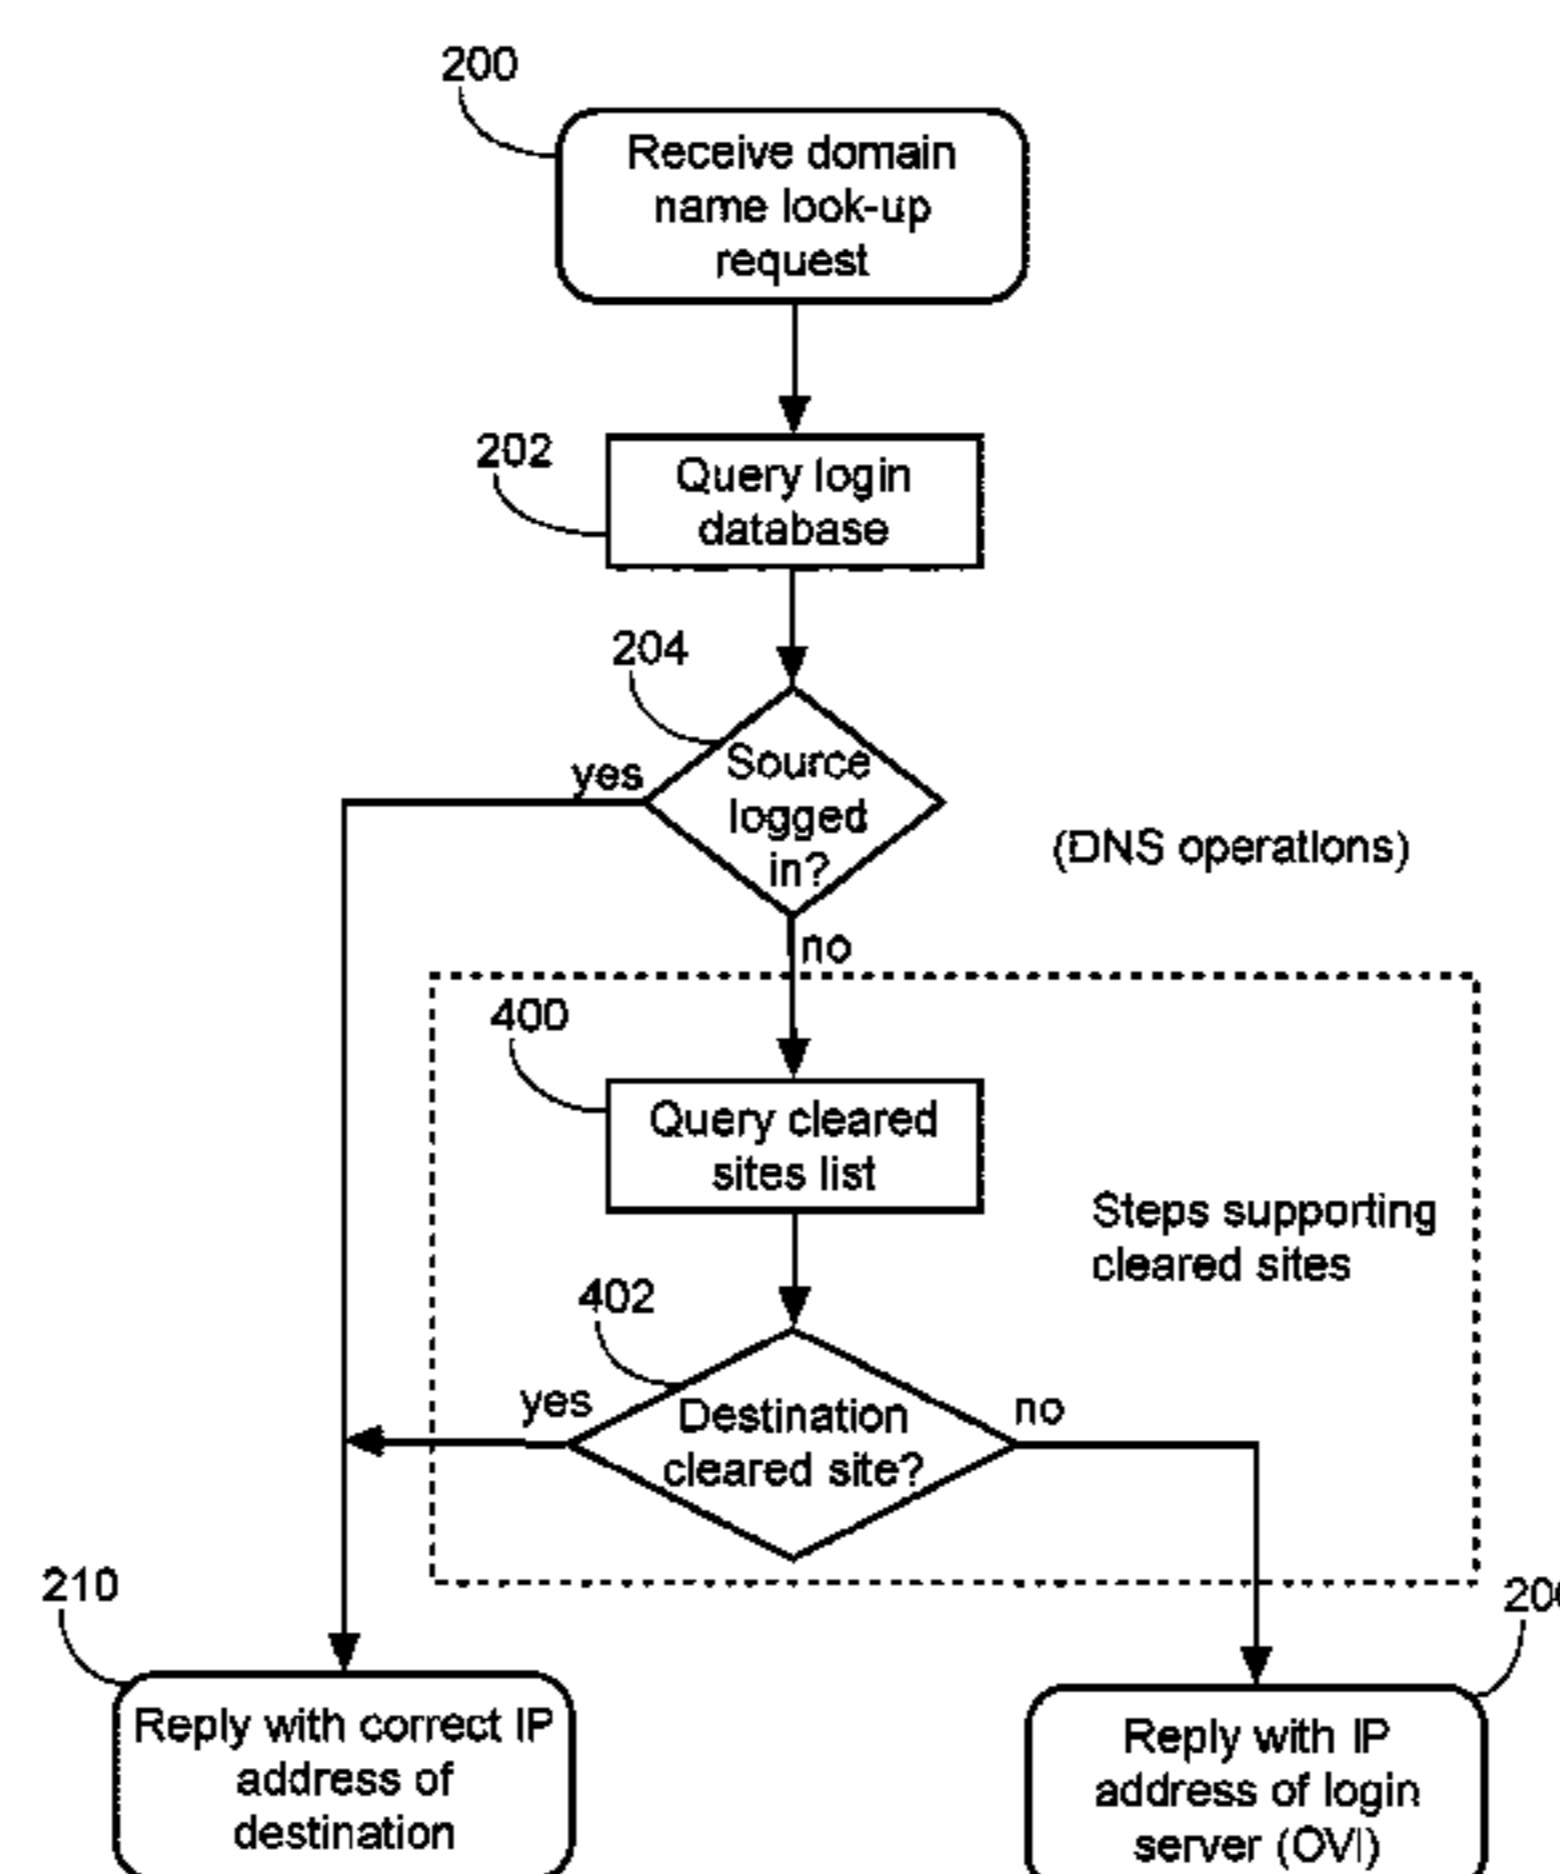 200
Receive domain
name look-up
request
202
Query login
database
204
Source
logged
in?
yes
(DNS operations)
no
400
Query cleared
sites list
Steps supporting
cleared sites
402
yes
Destination
cleared site?
no
210
Reply with correct IP
address of
destination
Reply with IP
address of login
server (OVI)